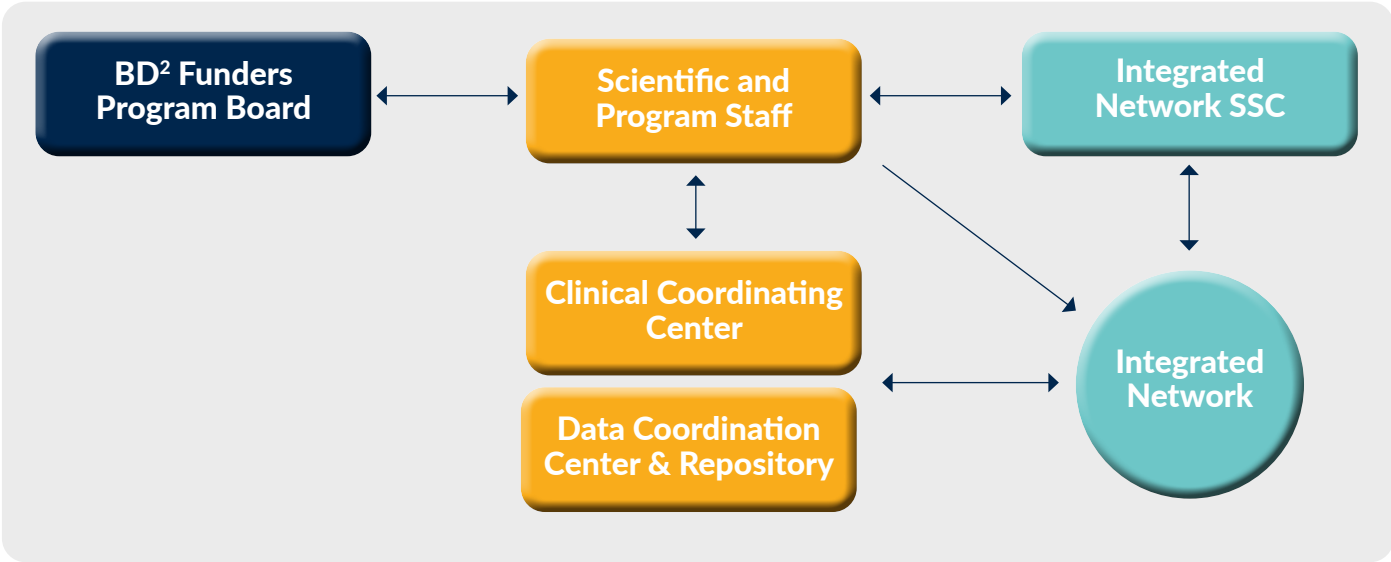 BD² Funders
Program Board
Scientific and
Program Staff
Integrated
Network SSC
Clinical Coordinating
Center
Data Coordination
Center & Repository
Integrated
Network